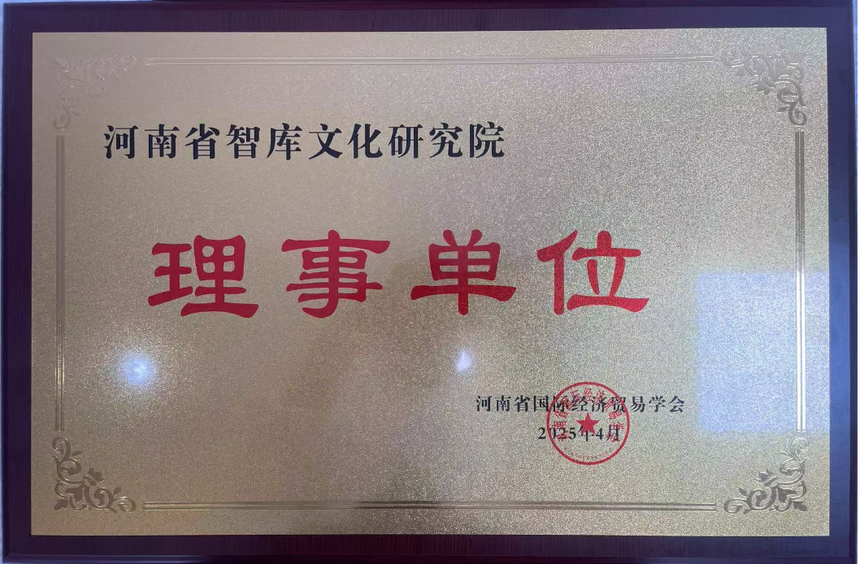 河南省智库文化研究院
理事单位
河南省国际经济贸易学会
2025年4月